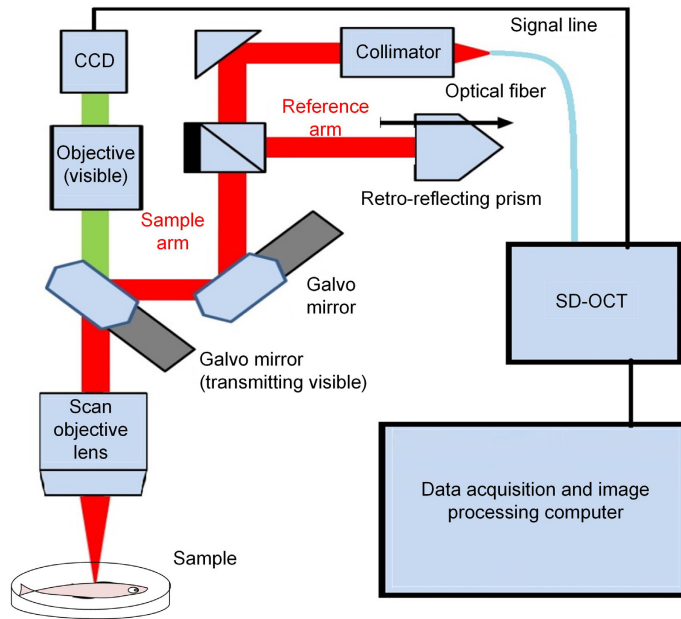 Signal line
CCD
Collimator
Optical fiber
Reference
arm
Objective
(visible)
Retro-reflecting prism
Sample
arm
Galvo
mirror
SD-OCT
Galvo mirror
(transmitting visible)
Scan
objective
lens
Data acquisition and image
processing computer
Sample